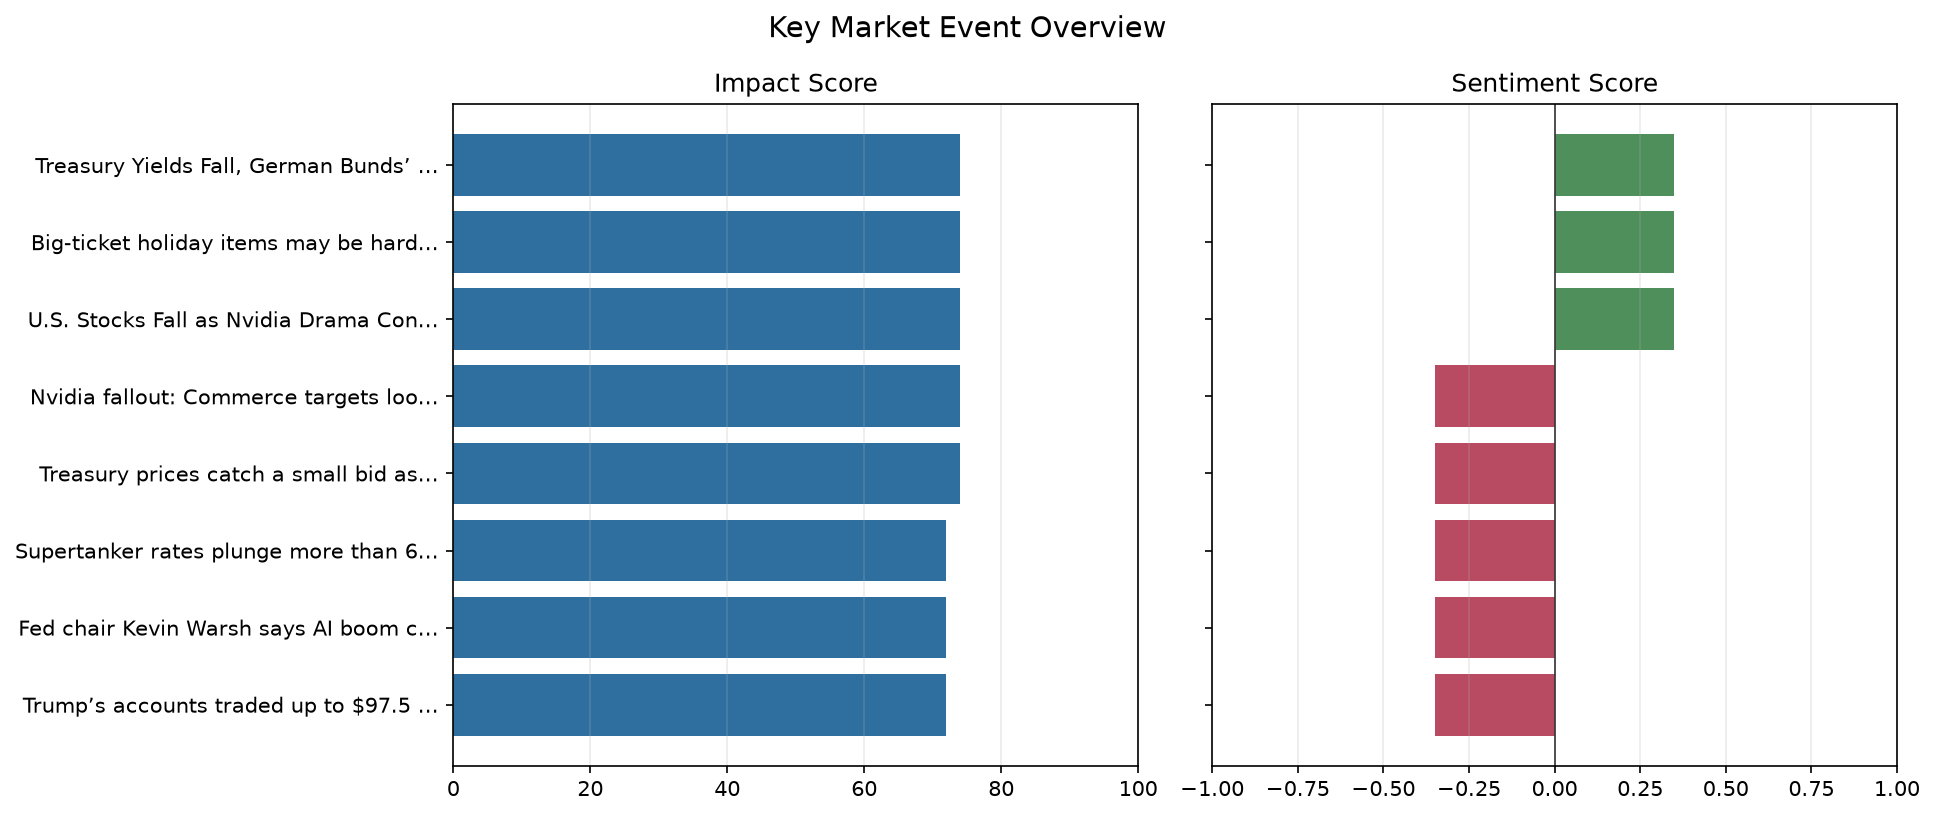 Key Market Event Overview
Impact Score
Sentiment Score
Treasury Yields Fall, German Bunds’ …
Big-ticket holiday items may be hard…
U.S. Stocks Fall as Nvidia Drama Con…
Nvidia fallout: Commerce targets loo…
Treasury prices catch a small bid as…
Supertanker rates plunge more than 6…
Fed chair Kevin Warsh says AI boom c…
Trump’s accounts traded up to $97.5 …
0 20 40 60 80 100
−1.00 −0.75 −0.50 −0.25 0.00 0.25 0.50 0.75 1.00